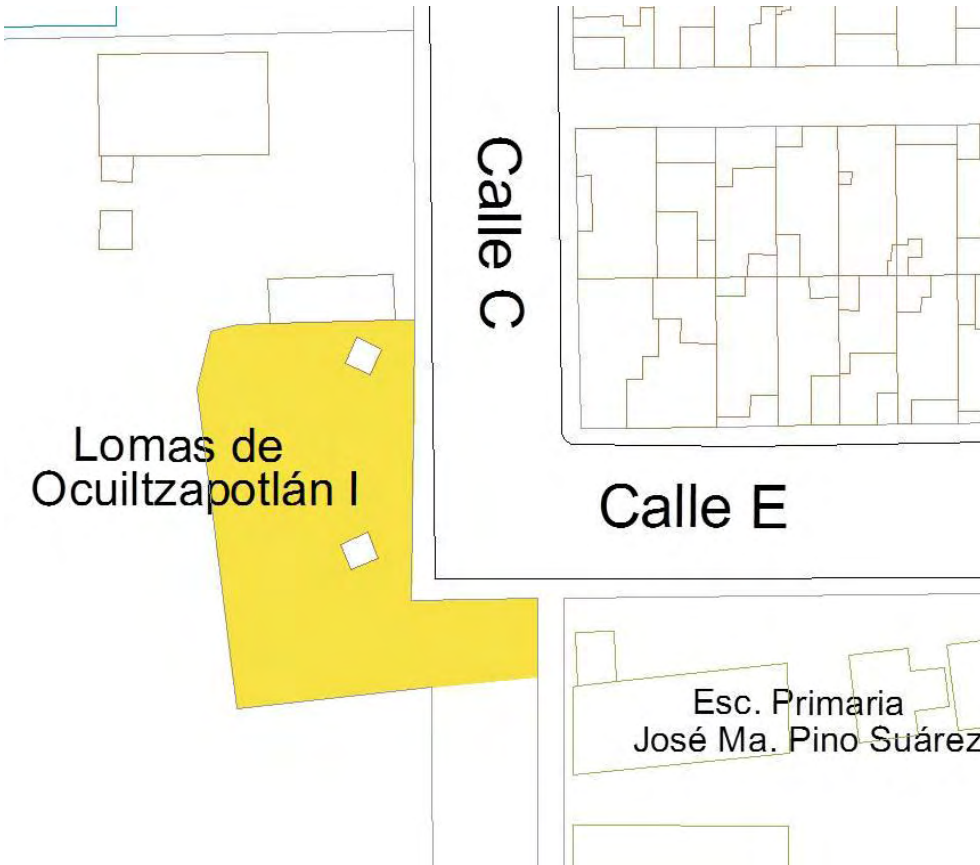 Calle C
Lomas de
Ocuiltzapotlán I
Calle E
Esc. Primaria
José Ma. Pino Suárez